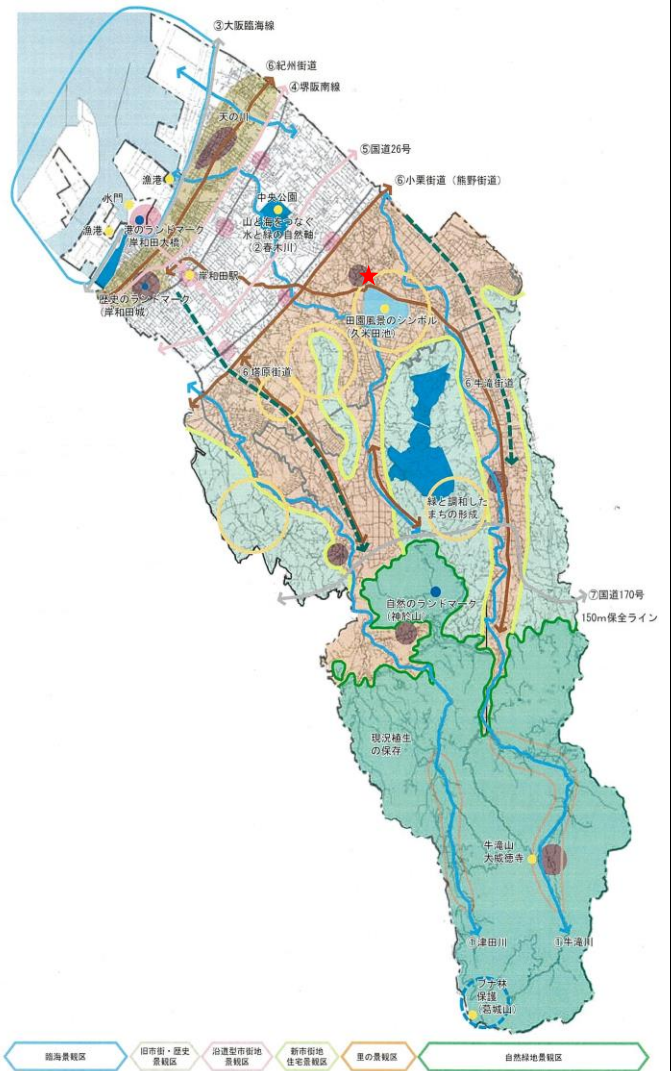 ③大阪臨海線
⑥紀州街道
④堺阪南線
天の川
⑤国道26号
漁港
⑥小栗街道（熊野街道）
中央公園
水門
山と海をつなぐ
水と緑の自然軸
（②春木川）
漁港
港のランドマーク
（岸和田大橋）
岸和田駅
歴史のランドマーク
（岸和田城）
田園風景のシンボル
（久米田池）
⑥塔原街道
⑥牛滝街道
緑と調和した
まちの形成
⑦国道170号
自然のランドマーク
（神於山）
150m保全ライン
現況植生
の保存
牛滝山
大威徳寺
①津田川
①牛滝川
ブナ林
保護
（葛城山）
臨海景観区
旧市街・歴史
景観区
沿道型市街地
景観区
新市街地
住宅景観区
里の景観区
自然緑地景観区